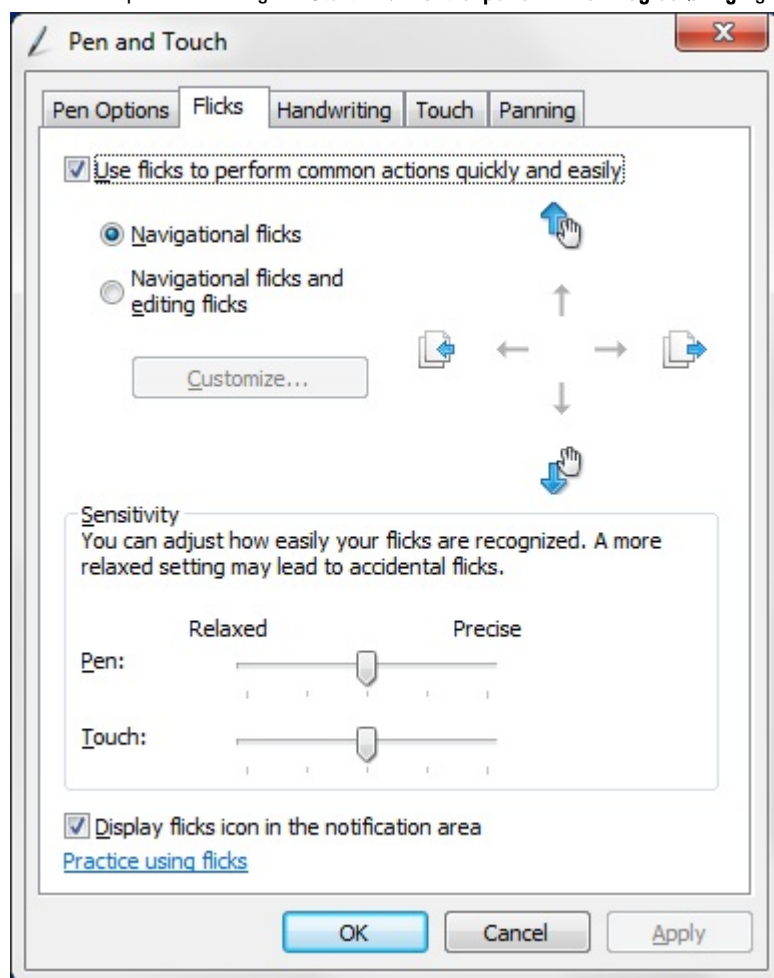 Pen and Touch
Pen Options Flicks Handwriting Touch Panning
Use flicks to perform common actions quickly and easily
Navigational flicks
Navigational flicks and
editing flicks
Customize...
Sensitivity
You can adjust how easily your flicks are recognized. A more
relaxed setting may lead to accidental flicks.
Relaxed Precise
Pen:
Touch:
Display flicks icon in the notification area
Practice using flicks
OK Cancel Apply